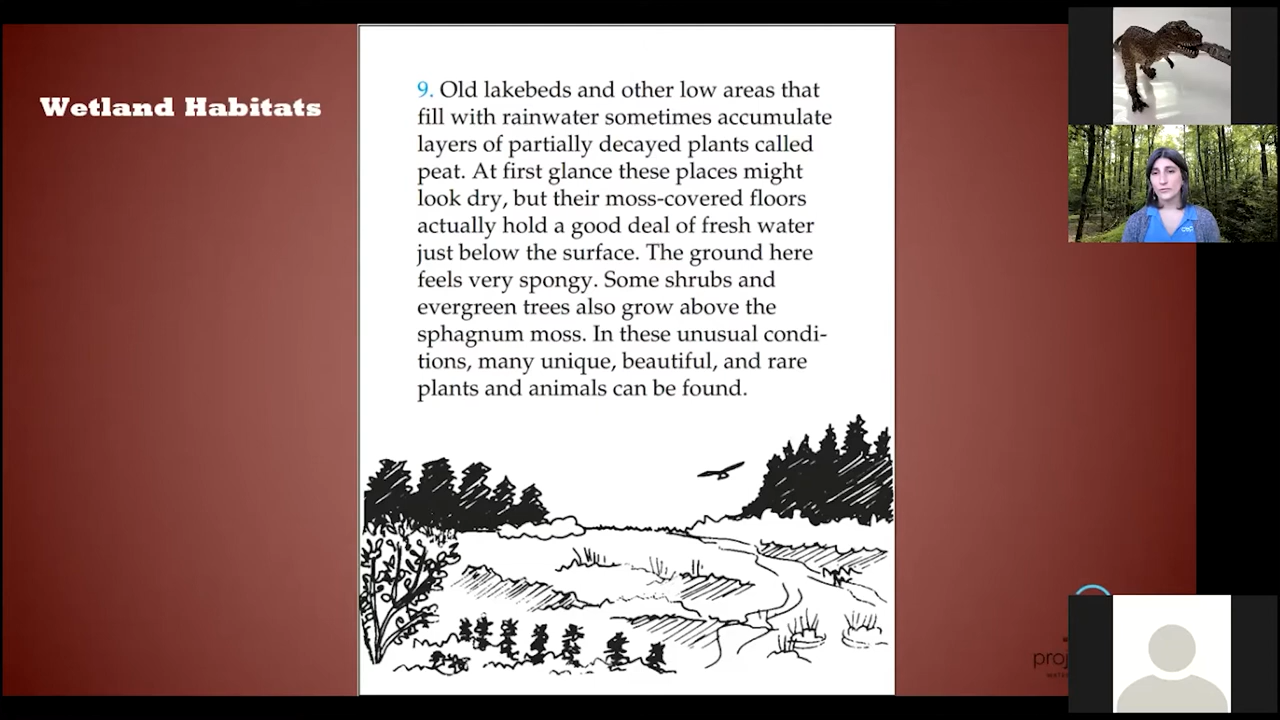 Wetland Habitats
9. Old lakebeds and other low areas that
fill with rainwater sometimes accumulate
layers of partially decayed plants called
peat. At first glance these places might
look dry, but their moss-covered floors
actually hold a good deal of fresh water
just below the surface. The ground here
feels very spongy. Some shrubs and
evergreen trees also grow above the
sphagnum moss. In these unusual condi-
tions, many unique, beautiful, and rare
plants and animals can be found.